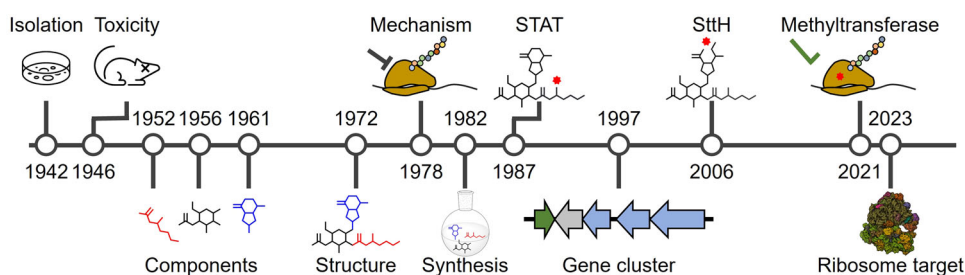 Isolation Toxicity Mechanism STAT SttH Methyltransferase
1952 1956 1961 1972 1982 1997 2023
1942 1946 1978 1987 2006 2021
Components Structure Synthesis Gene cluster Ribosome target